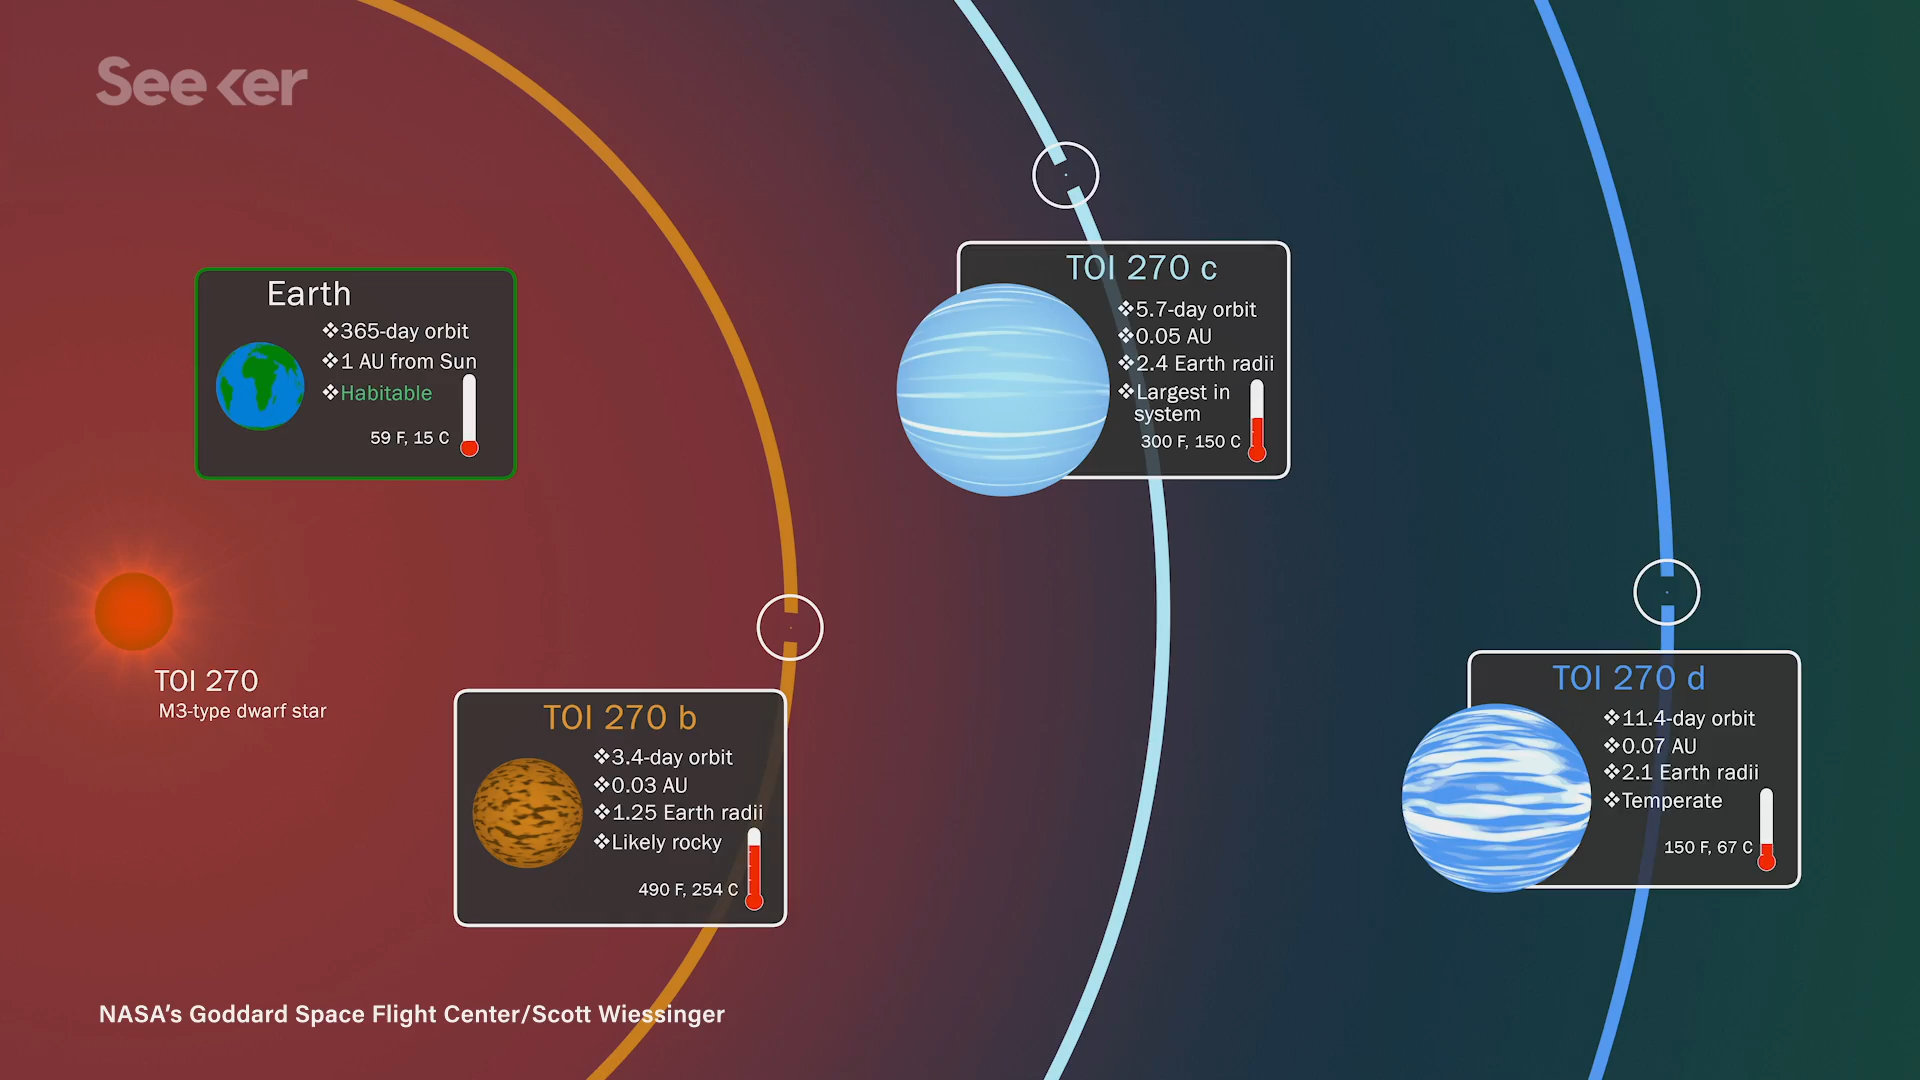 Seeker
Earth
❖365-day orbit
❖1 AU from Sun
❖Habitable
59 F, 15 C
TOI 270 c
❖5.7-day orbit
❖0.05 AU
❖2.4 Earth radii
❖Largest in
system
300 F, 150 C
TOI 270
M3-type dwarf star
TOI 270 b
❖3.4-day orbit
❖0.03 AU
❖1.25 Earth radii
❖Likely rocky
490 F, 254 C
TOI 270 d
❖11.4-day orbit
❖0.07 AU
❖2.1 Earth radii
❖Temperate
150 F, 67 C
NASA's Goddard Space Flight Center/Scott Wiessinger